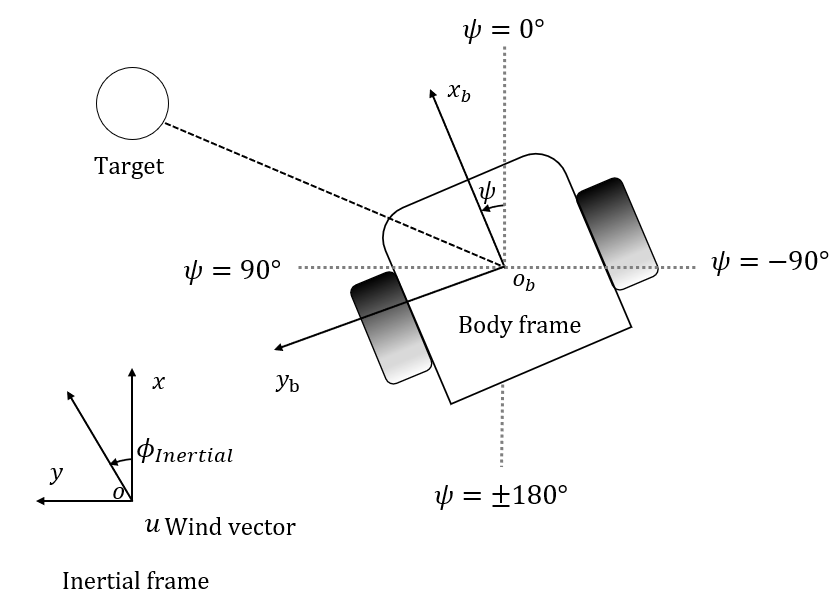 ψ = 0°
x_b
Target
ψ
ψ = 90°
ψ = −90°
o_b
Body frame
y_b
x
ϕ_Inertial
y
o
u Wind vector
ψ = ±180°
Inertial frame